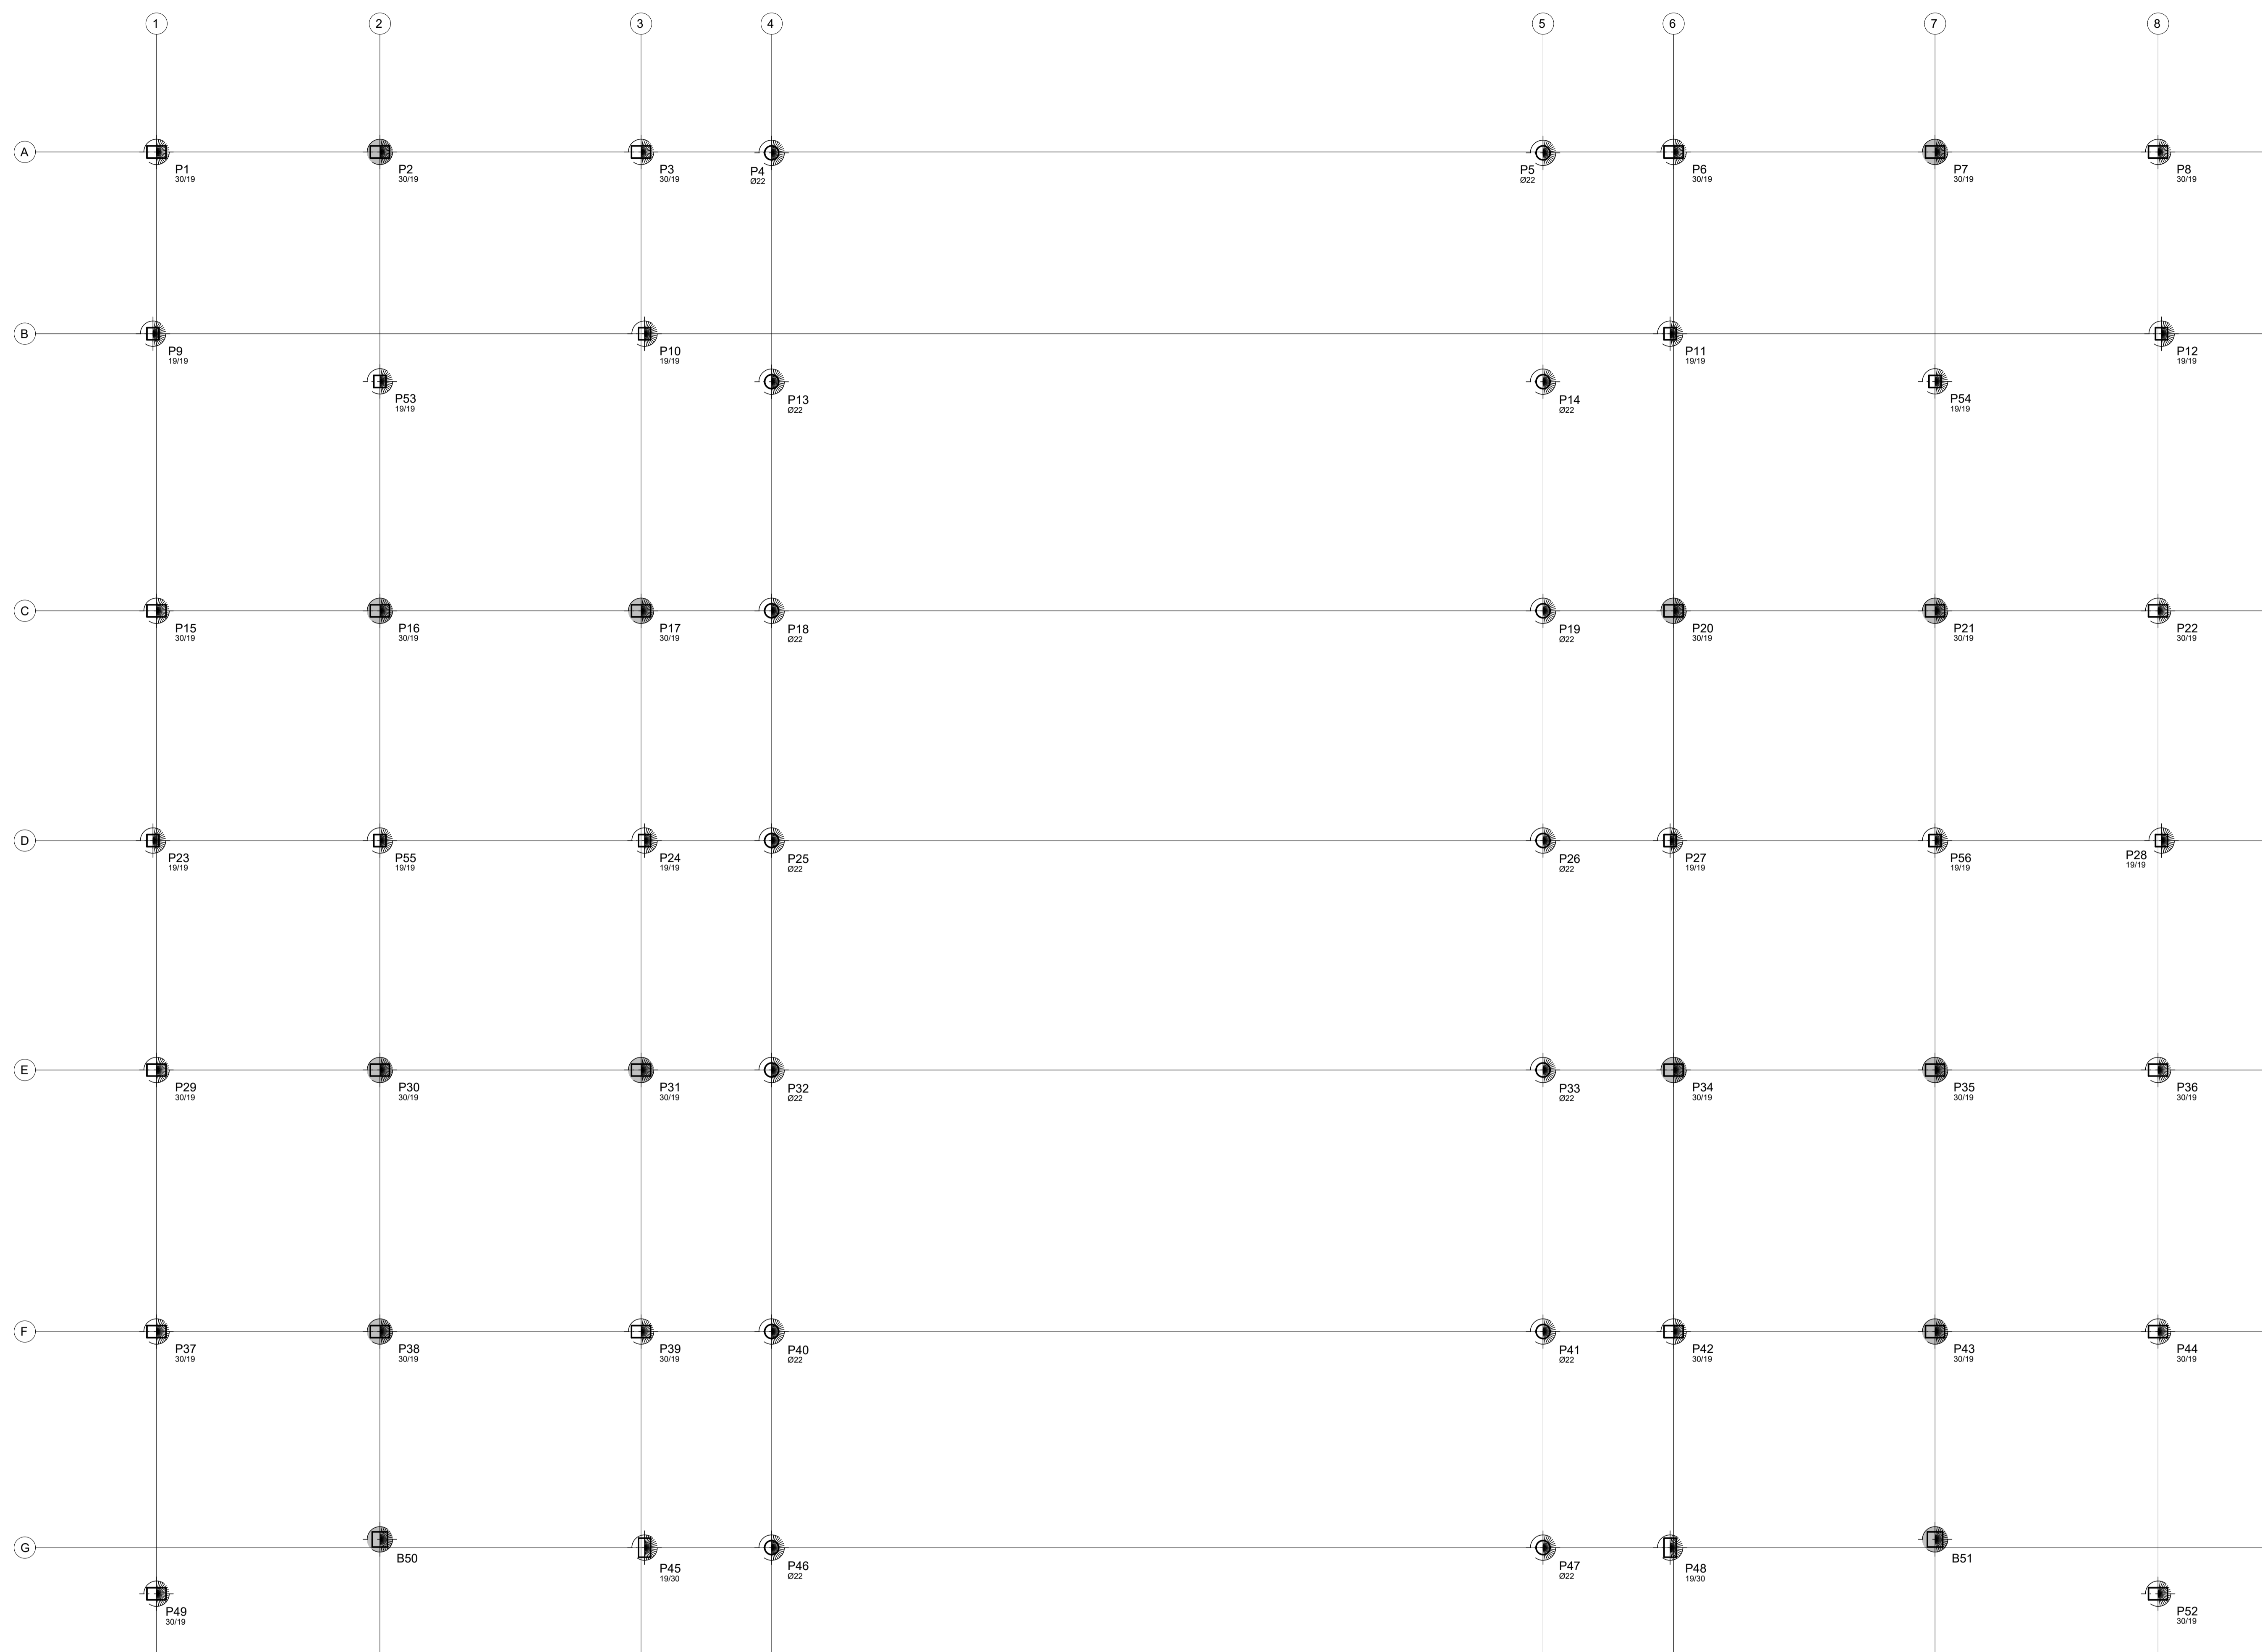 1
2
3
4
5
6
7
8
A
P1
30/19
P2
30/19
P3
30/19
P4
Ø22
P5
Ø22
P6
30/19
P7
30/19
P8
30/19
B
P9
19/19
P10
19/19
P11
19/19
P12
19/19
P53
19/19
P13
Ø22
P14
Ø22
P54
19/19
C
P15
30/19
P16
30/19
P17
30/19
P18
Ø22
P19
Ø22
P20
30/19
P21
30/19
P22
30/19
D
P23
19/19
P55
19/19
P24
19/19
P25
Ø22
P26
Ø22
P27
19/19
P56
19/19
P28
19/19
E
P29
30/19
P30
30/19
P31
30/19
P32
Ø22
P33
Ø22
P34
30/19
P35
30/19
P36
30/19
F
P37
30/19
P38
30/19
P39
30/19
P40
Ø22
P41
Ø22
P42
30/19
P43
30/19
P44
30/19
G
B50
P45
19/30
P46
Ø22
P47
Ø22
P48
19/30
B51
P49
30/19
P52
30/19